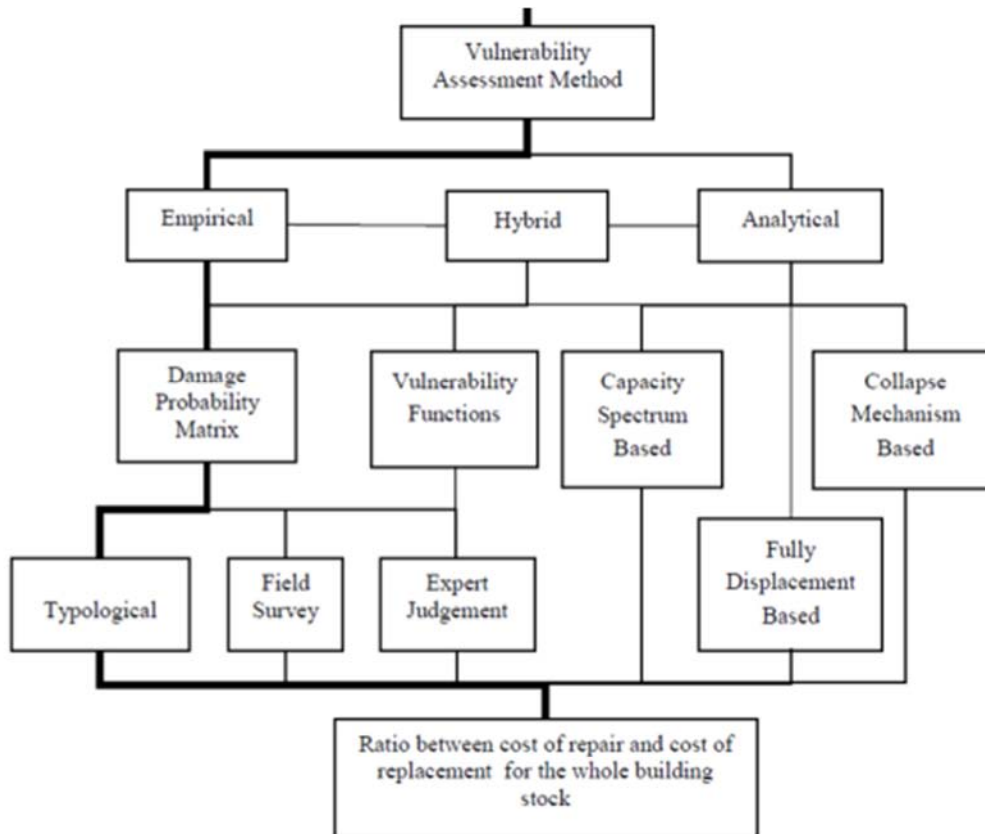 Vulnerability
Assessment Method
Empirical
Hybrid
Analytical
Damage
Probability
Matrix
Vulnerability
Functions
Capacity
Spectrum
Based
Collapse
Mechanism
Based
Typological
Field
Survey
Expert
Judgement
Fully
Displacement
Based
Ratio between cost of repair and cost of
replacement for the whole building
stock